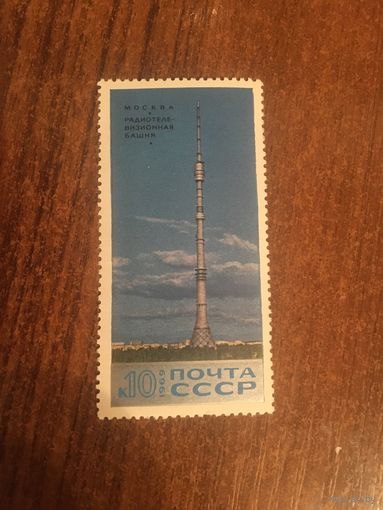 МОСКВА
РАДИОТЕЛЕ-
ВИЗИОННАЯ
БАШНЯ
к10 1969 ПОЧТА
СССР